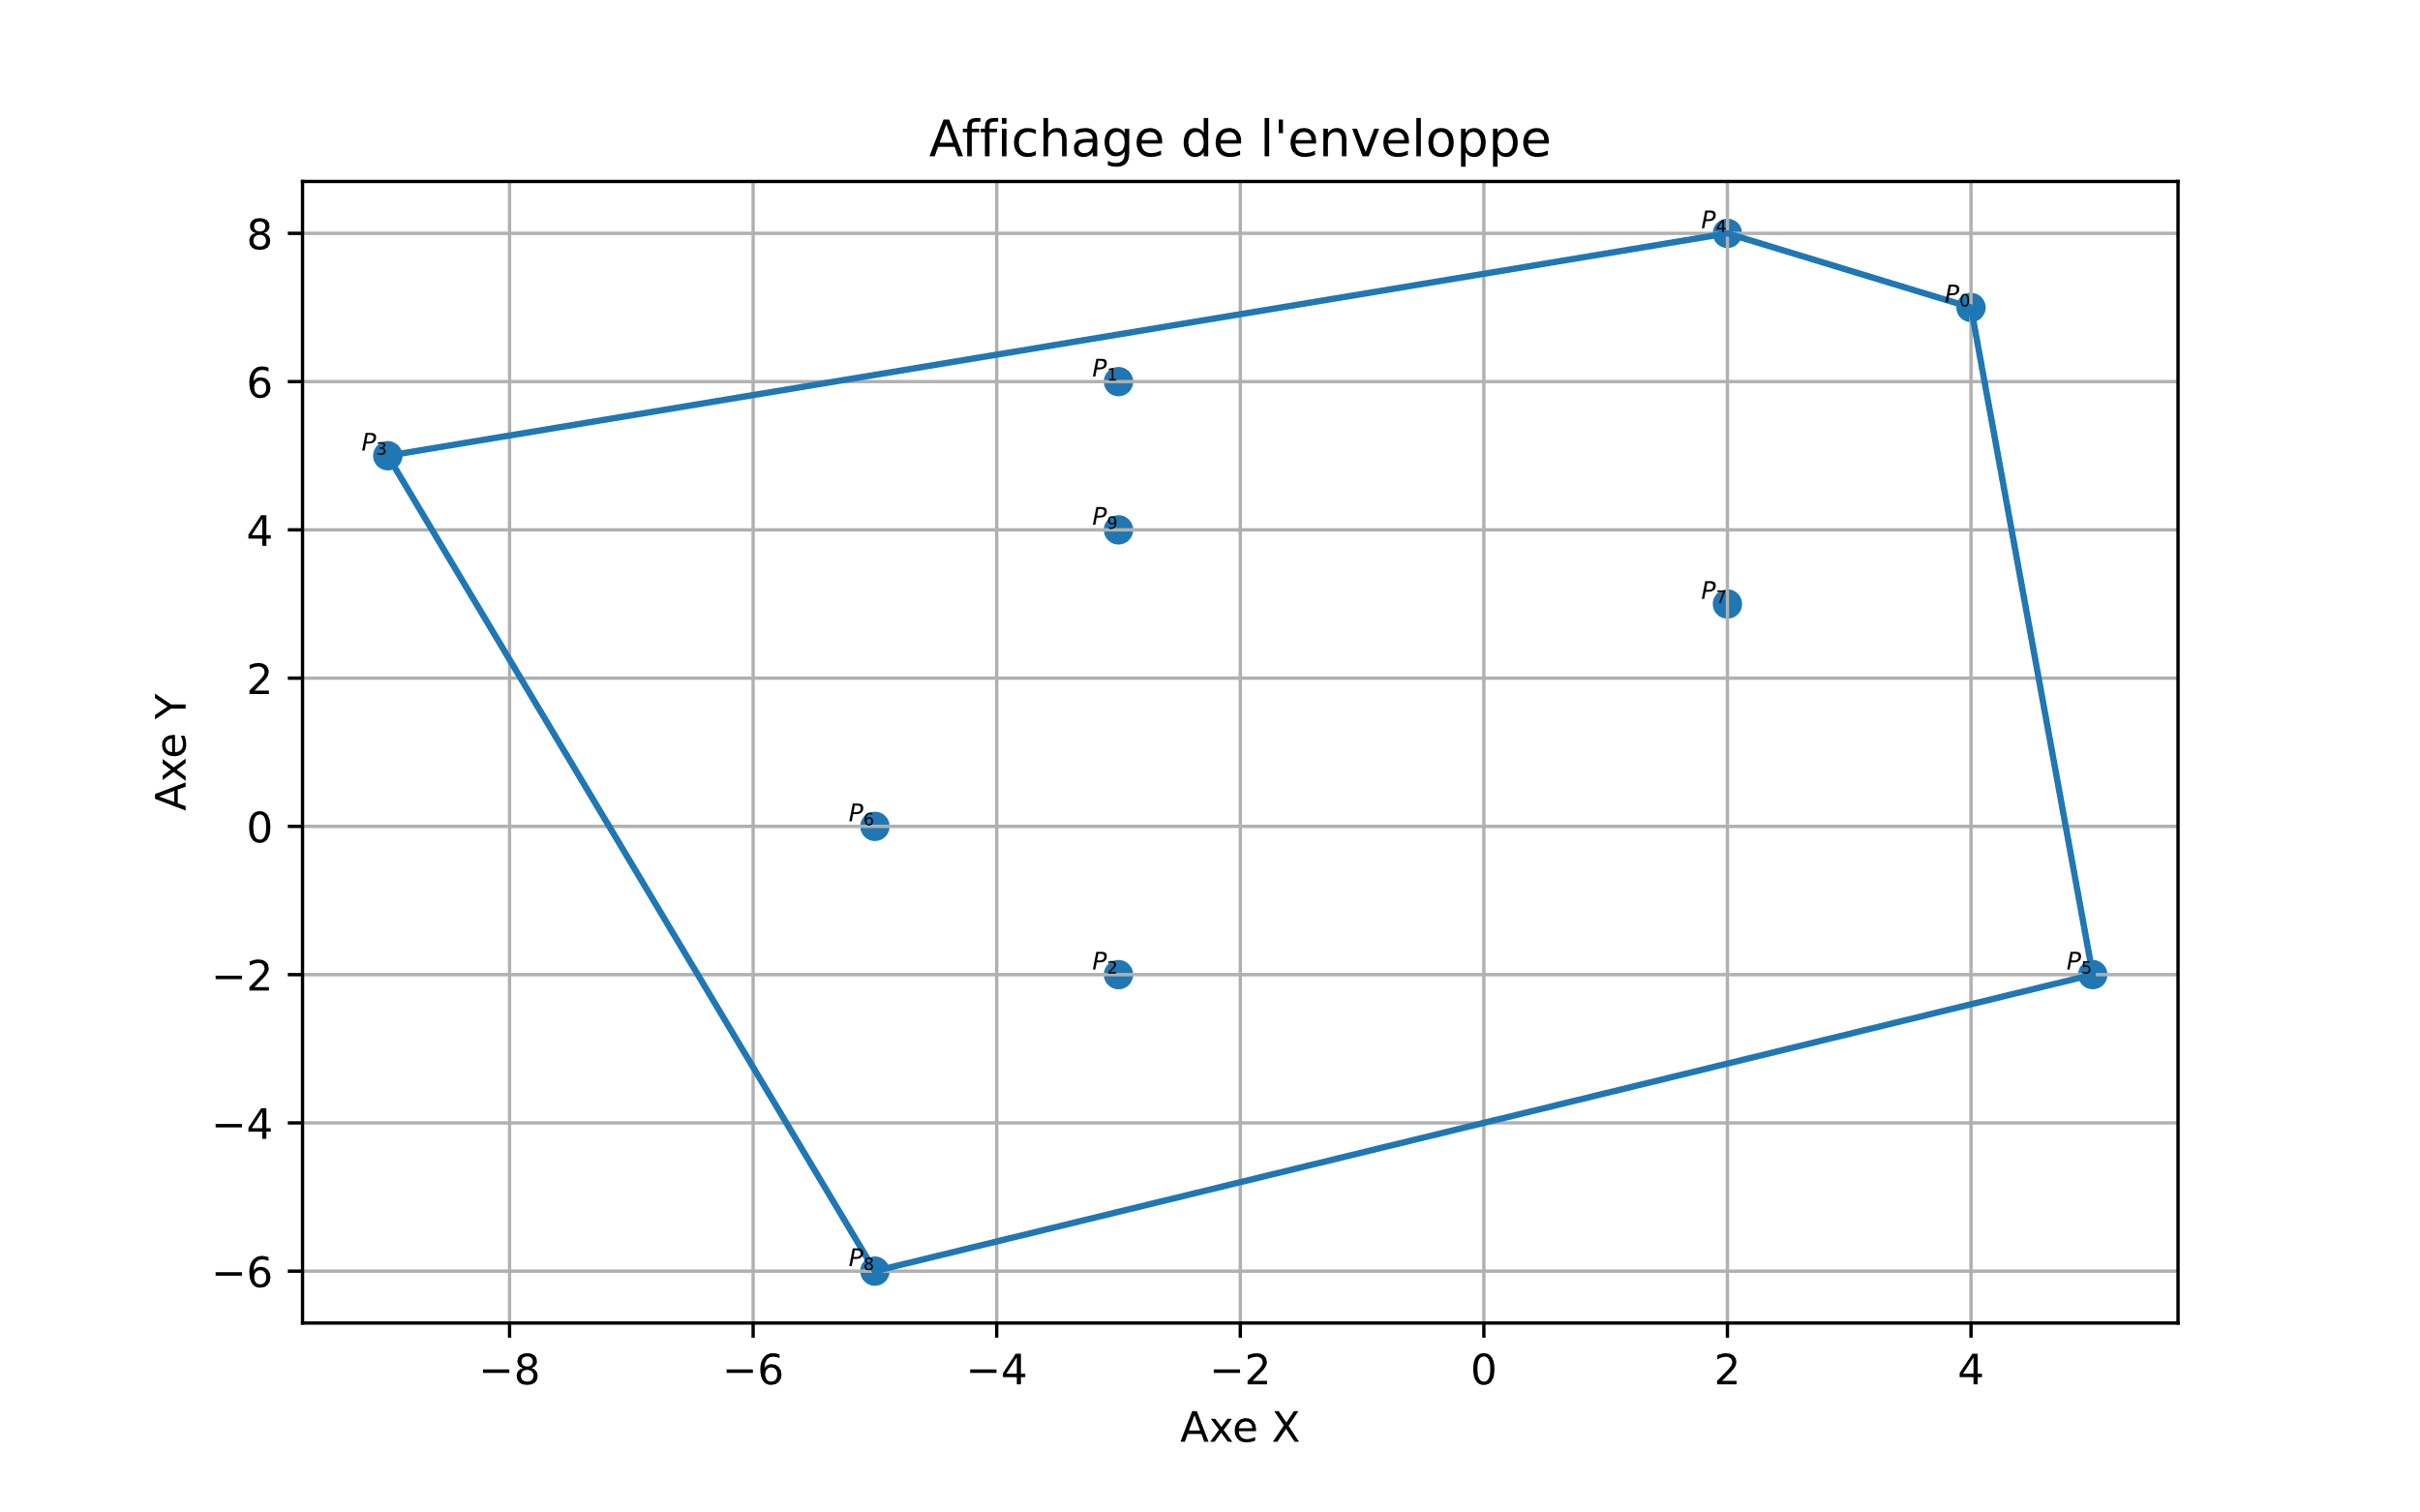 Affichage de l'enveloppe
8
6
4
2
0
−2
−4
−6
Axe Y
P4
P0
P1
P3
P9
P7
P6
P2
P5
P8
−8
−6
−4
−2
0
2
4
Axe X